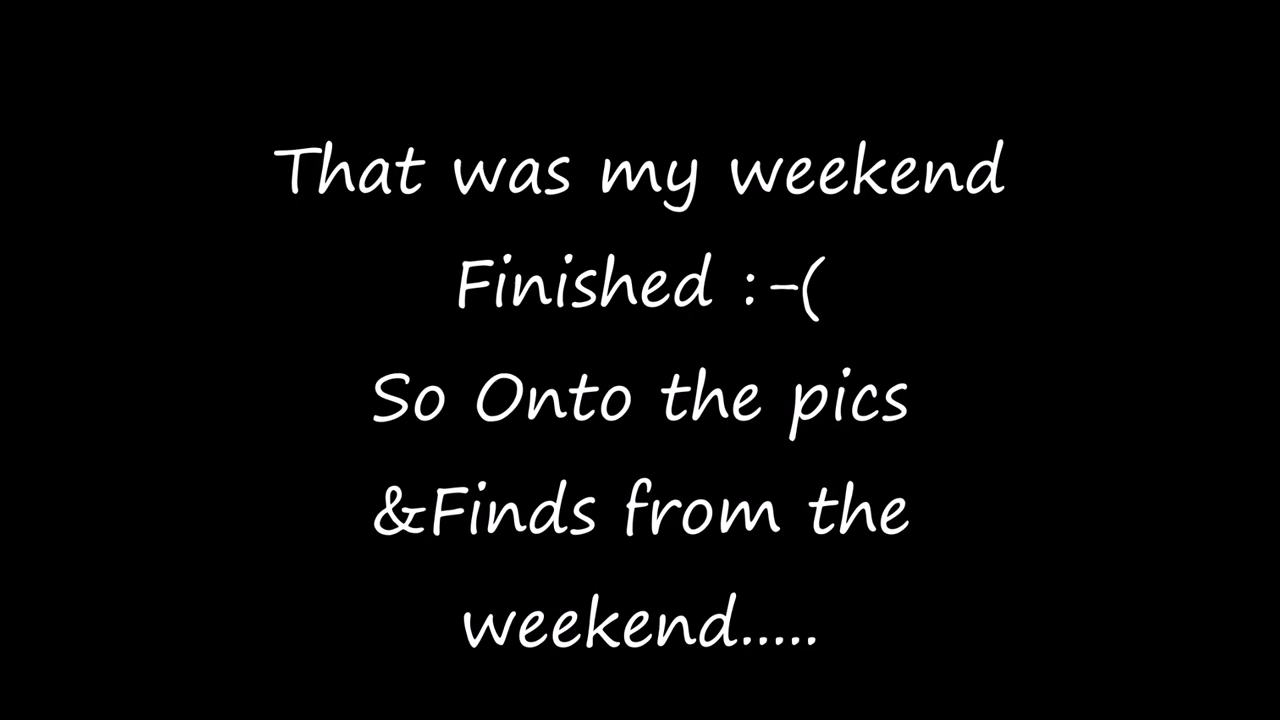 That was my weekend
Finished :-(
So Onto the pics
&Finds from the
weekend.....